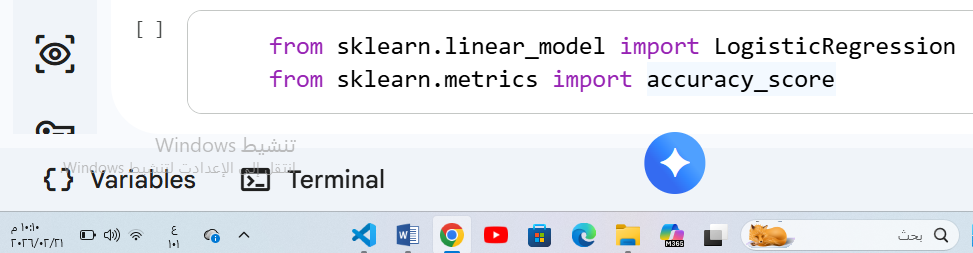 [ ]
from sklearn.linear_model import LogisticRegression
from sklearn.metrics import accuracy_score
تنشيط Windows
انتقل إلى الإعدادات لتنشيط Windows
{} Variables
Terminal
١٠:١٠ م
٢٠٢٦/٠٢/٢١
ع
١٠١
M365
بحث